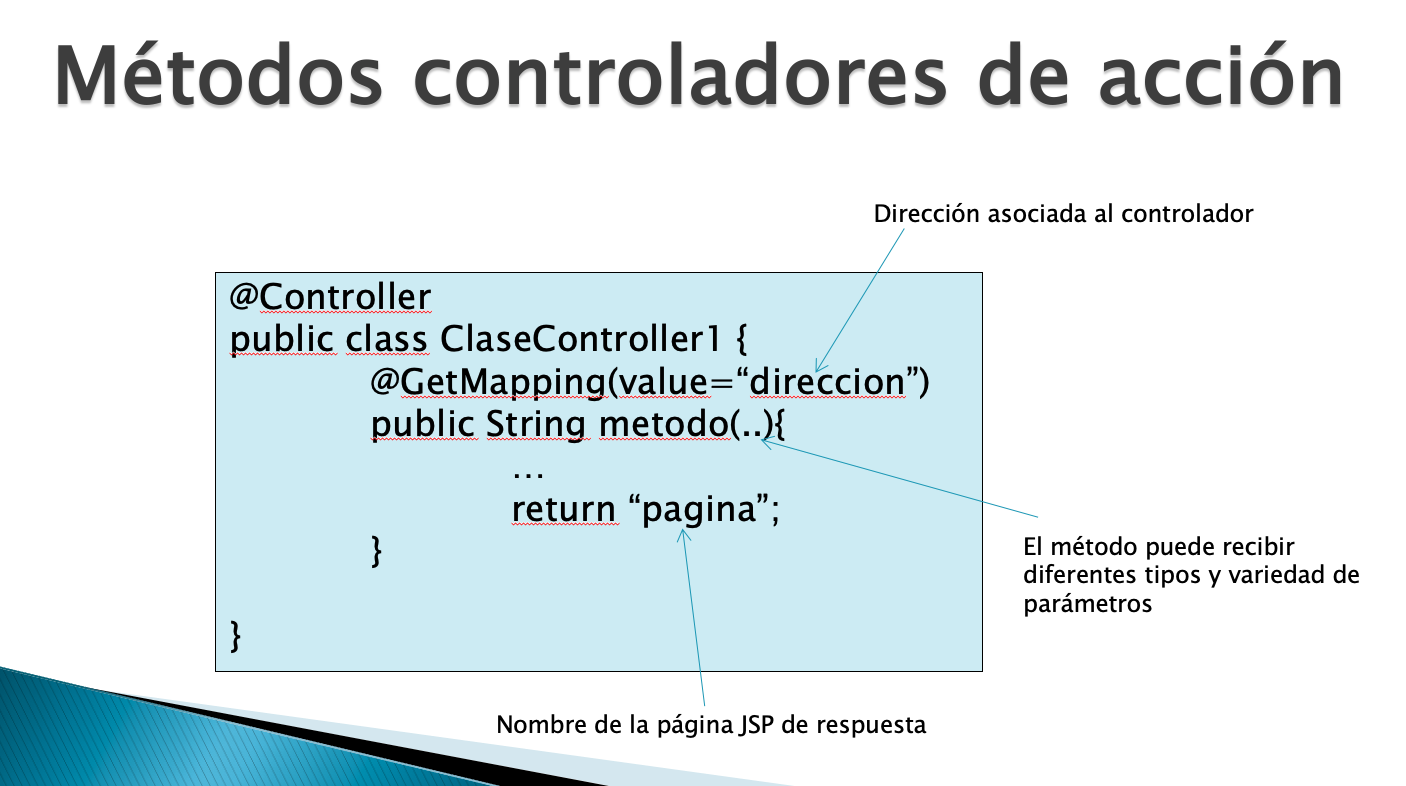 Métodos controladores de acción
Dirección asociada al controlador
@Controller
public class ClaseController1 {
@GetMapping(value=“direccion”)
public String metodo(..){
...
return “pagina”;
}
}
El método puede recibir
diferentes tipos y variedad de
parámetros
Nombre de la página JSP de respuesta